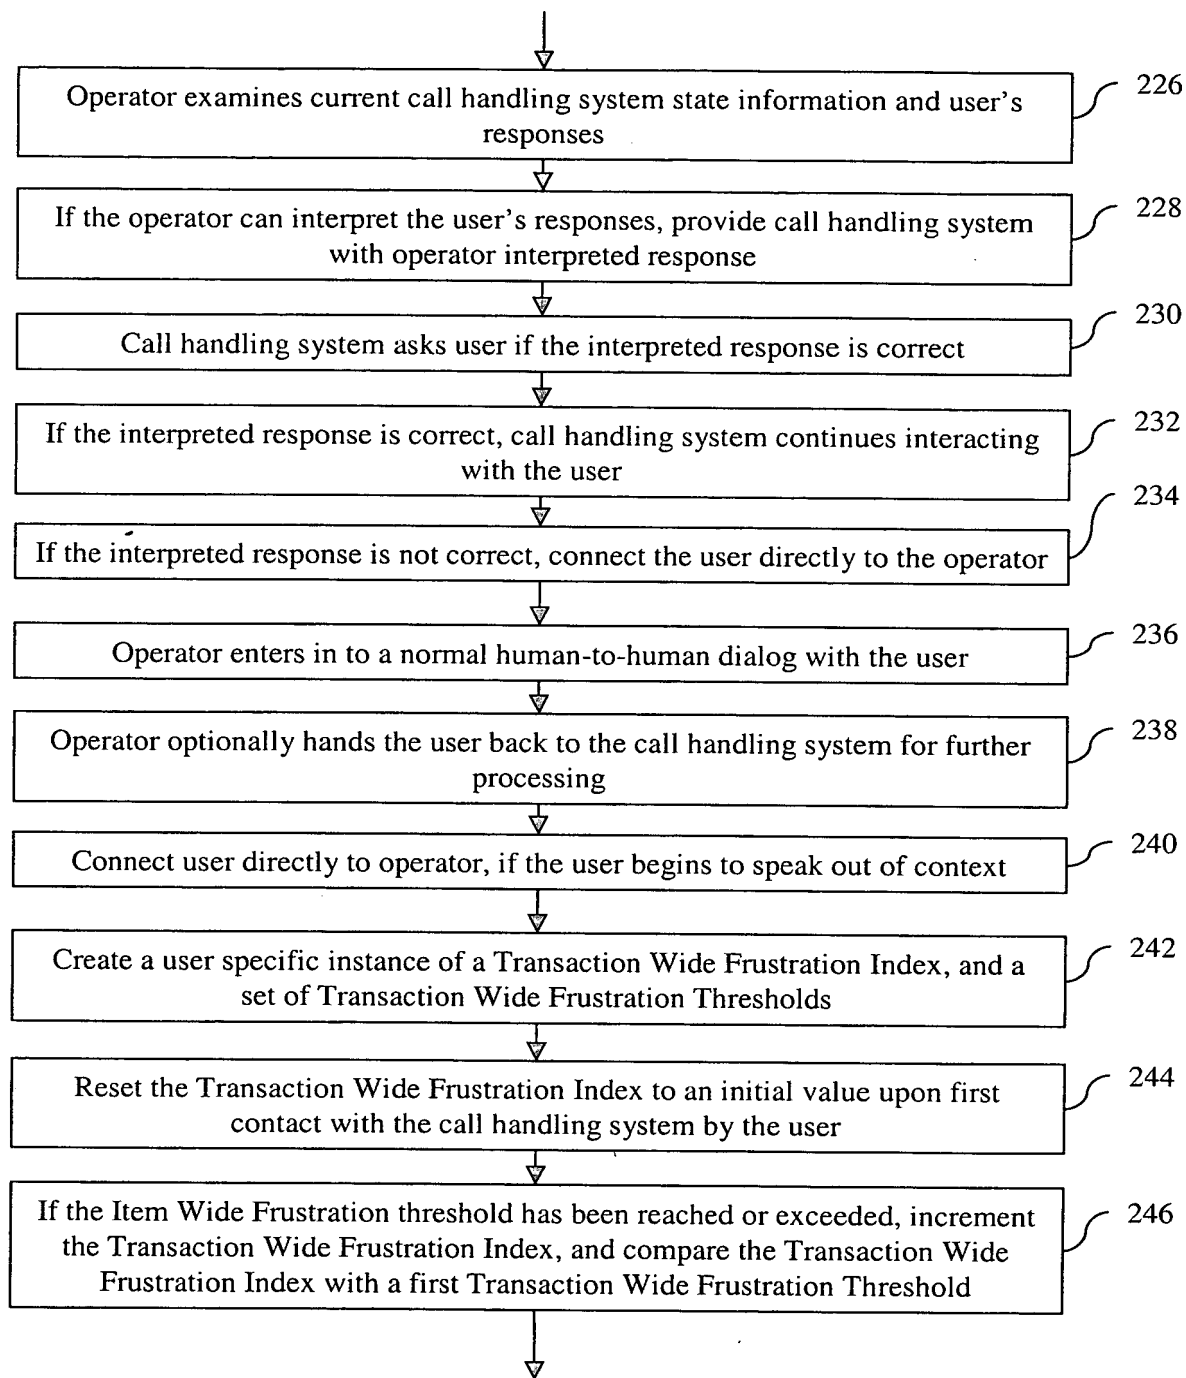 Operator examines current call handling system state information and user's
responses
226
If the operator can interpret the user's responses, provide call handling system
with operator interpreted response
228
Call handling system asks user if the interpreted response is correct
230
If the interpreted response is correct, call handling system continues interacting
with the user
232
If the interpreted response is not correct, connect the user directly to the operator
234
Operator enters in to a normal human-to-human dialog with the user
236
Operator optionally hands the user back to the call handling system for further
processing
238
Connect user directly to operator, if the user begins to speak out of context
240
Create a user specific instance of a Transaction Wide Frustration Index, and a
set of Transaction Wide Frustration Thresholds
242
Reset the Transaction Wide Frustration Index to an initial value upon first
contact with the call handling system by the user
244
If the Item Wide Frustration threshold has been reached or exceeded, increment
the Transaction Wide Frustration Index, and compare the Transaction Wide
Frustration Index with a first Transaction Wide Frustration Threshold
246